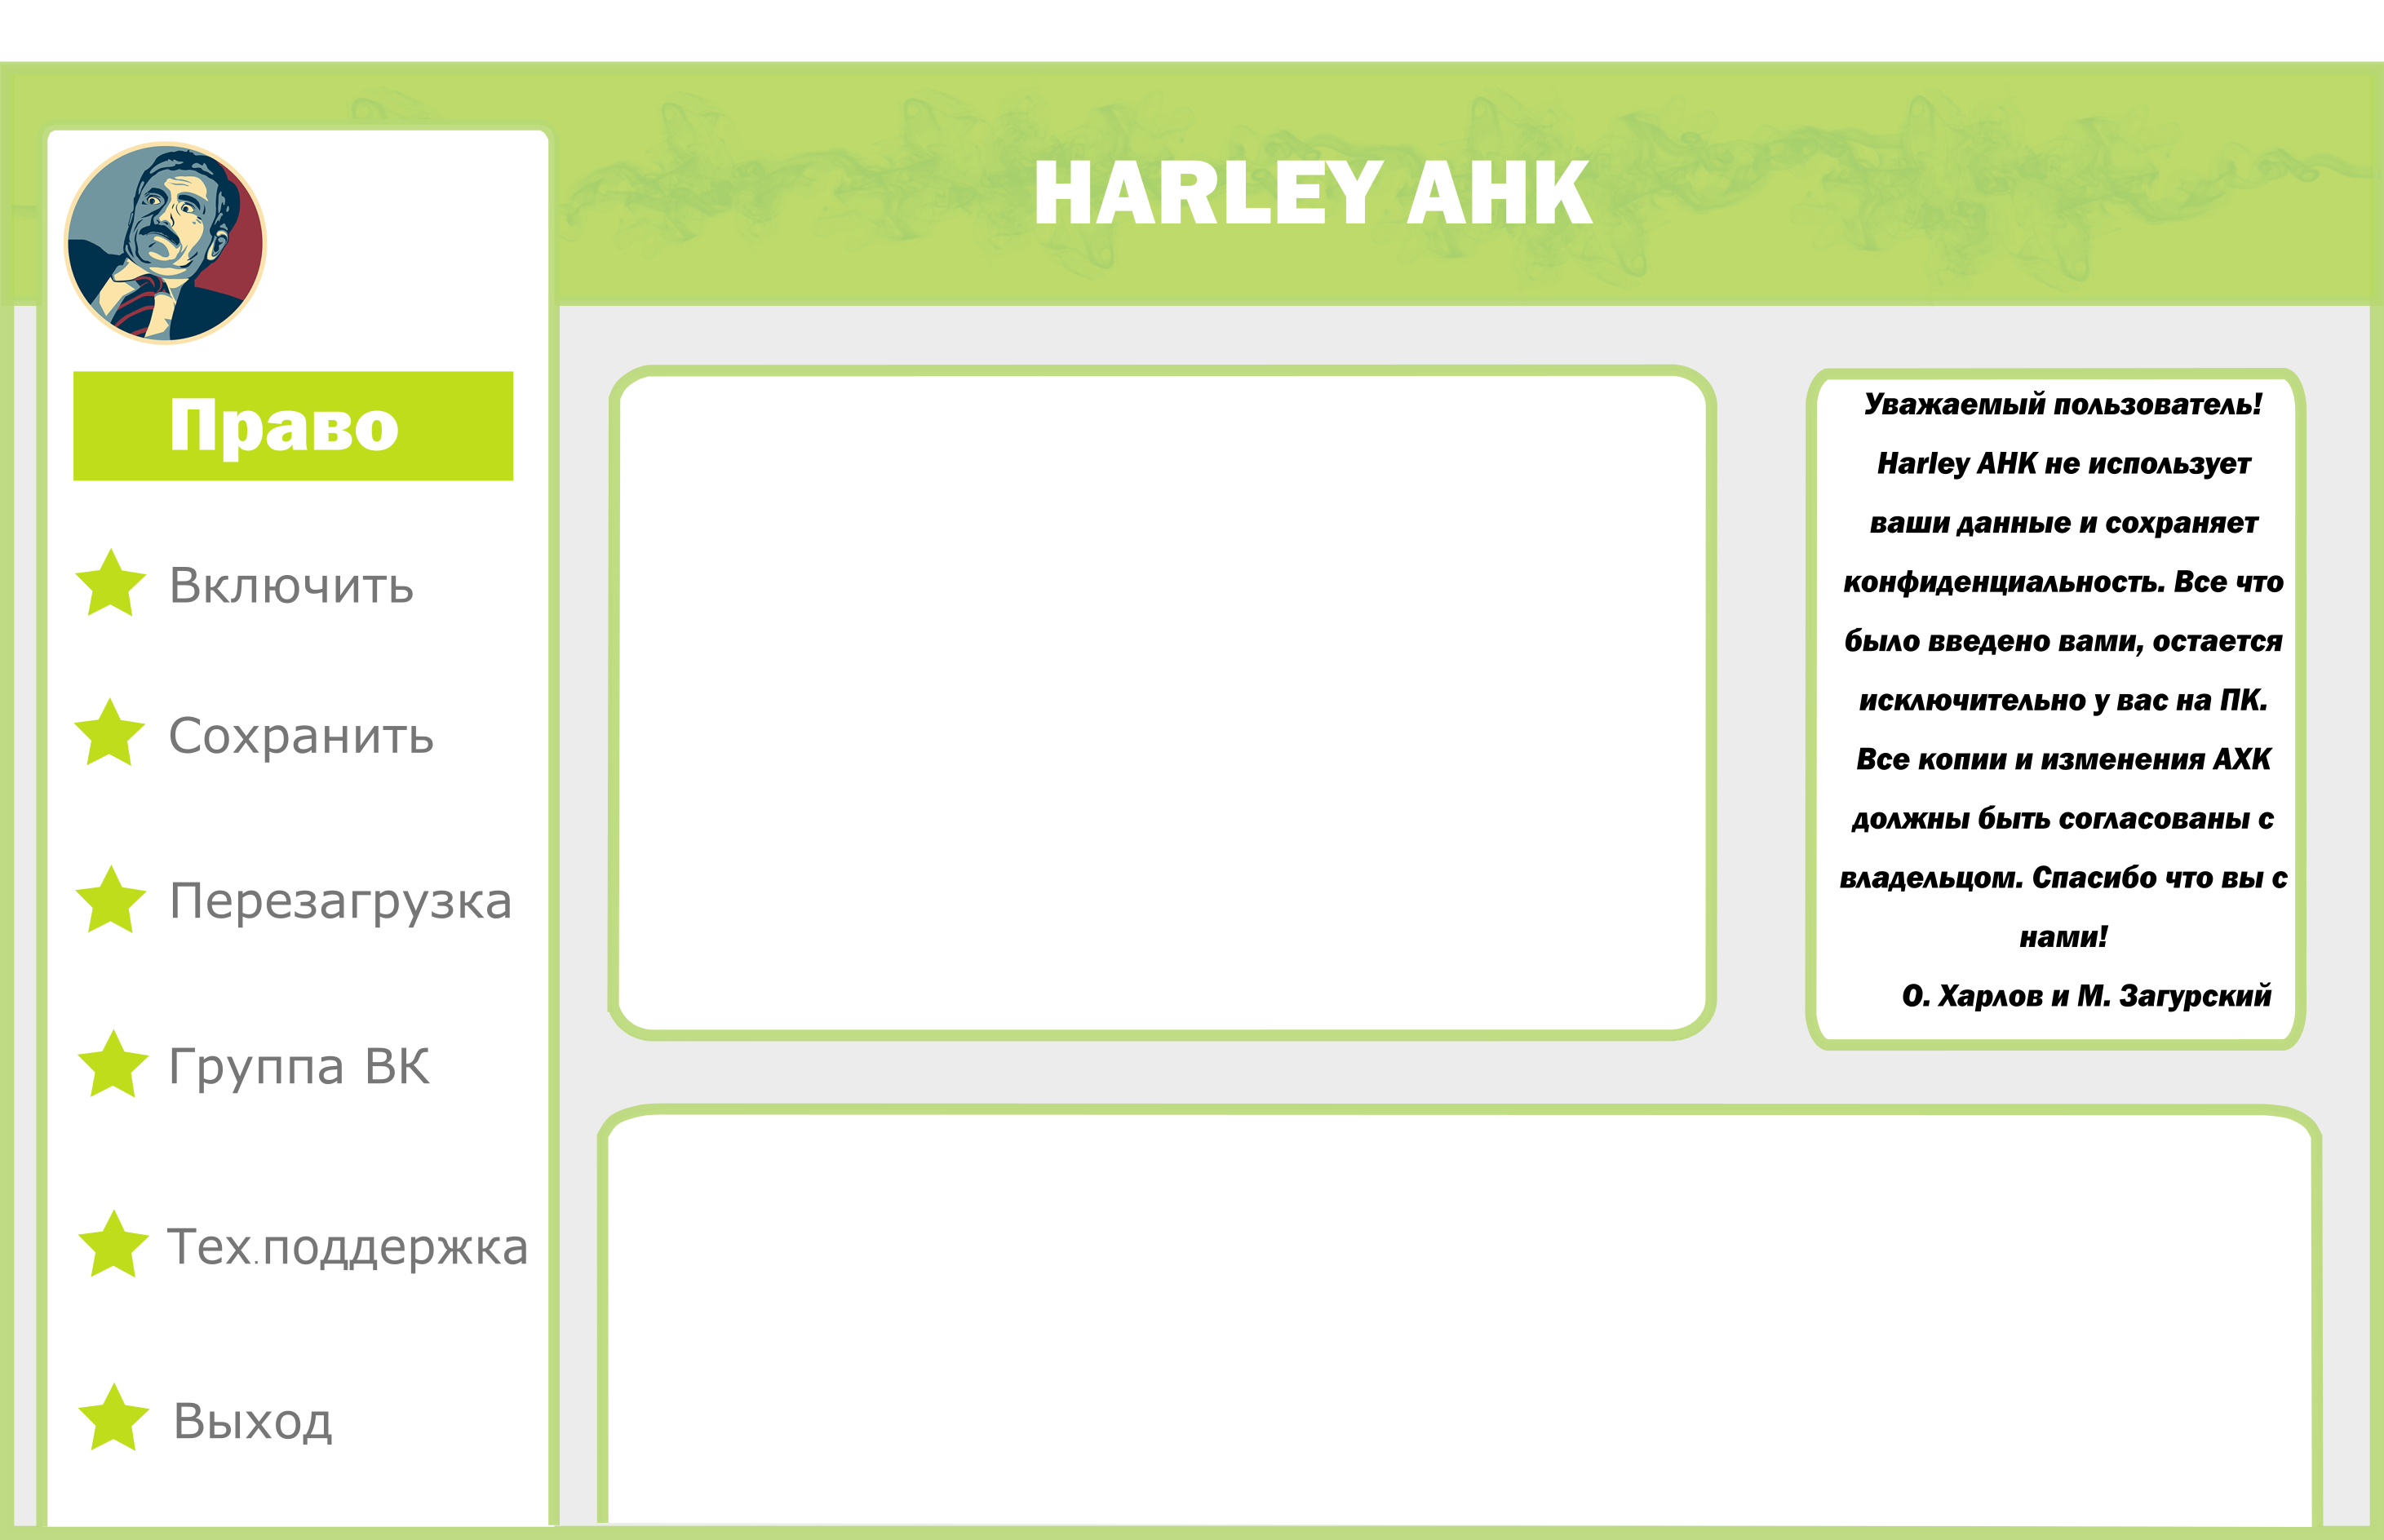 HARLEY AHK
Право
Включить
Сохранить
Перезагрузка
Группа ВК
Тех.поддержка
Выход
Уважаемый пользователь!
Harley AHK не использует
ваши данные и сохраняет
конфиденциальность. Все что
было введено вами, остается
исключительно у вас на ПК.
Все копии и изменения АХК
должны быть согласованы с
владельцом. Спасибо что вы с
нами!
О. Харлов и М. Загурский